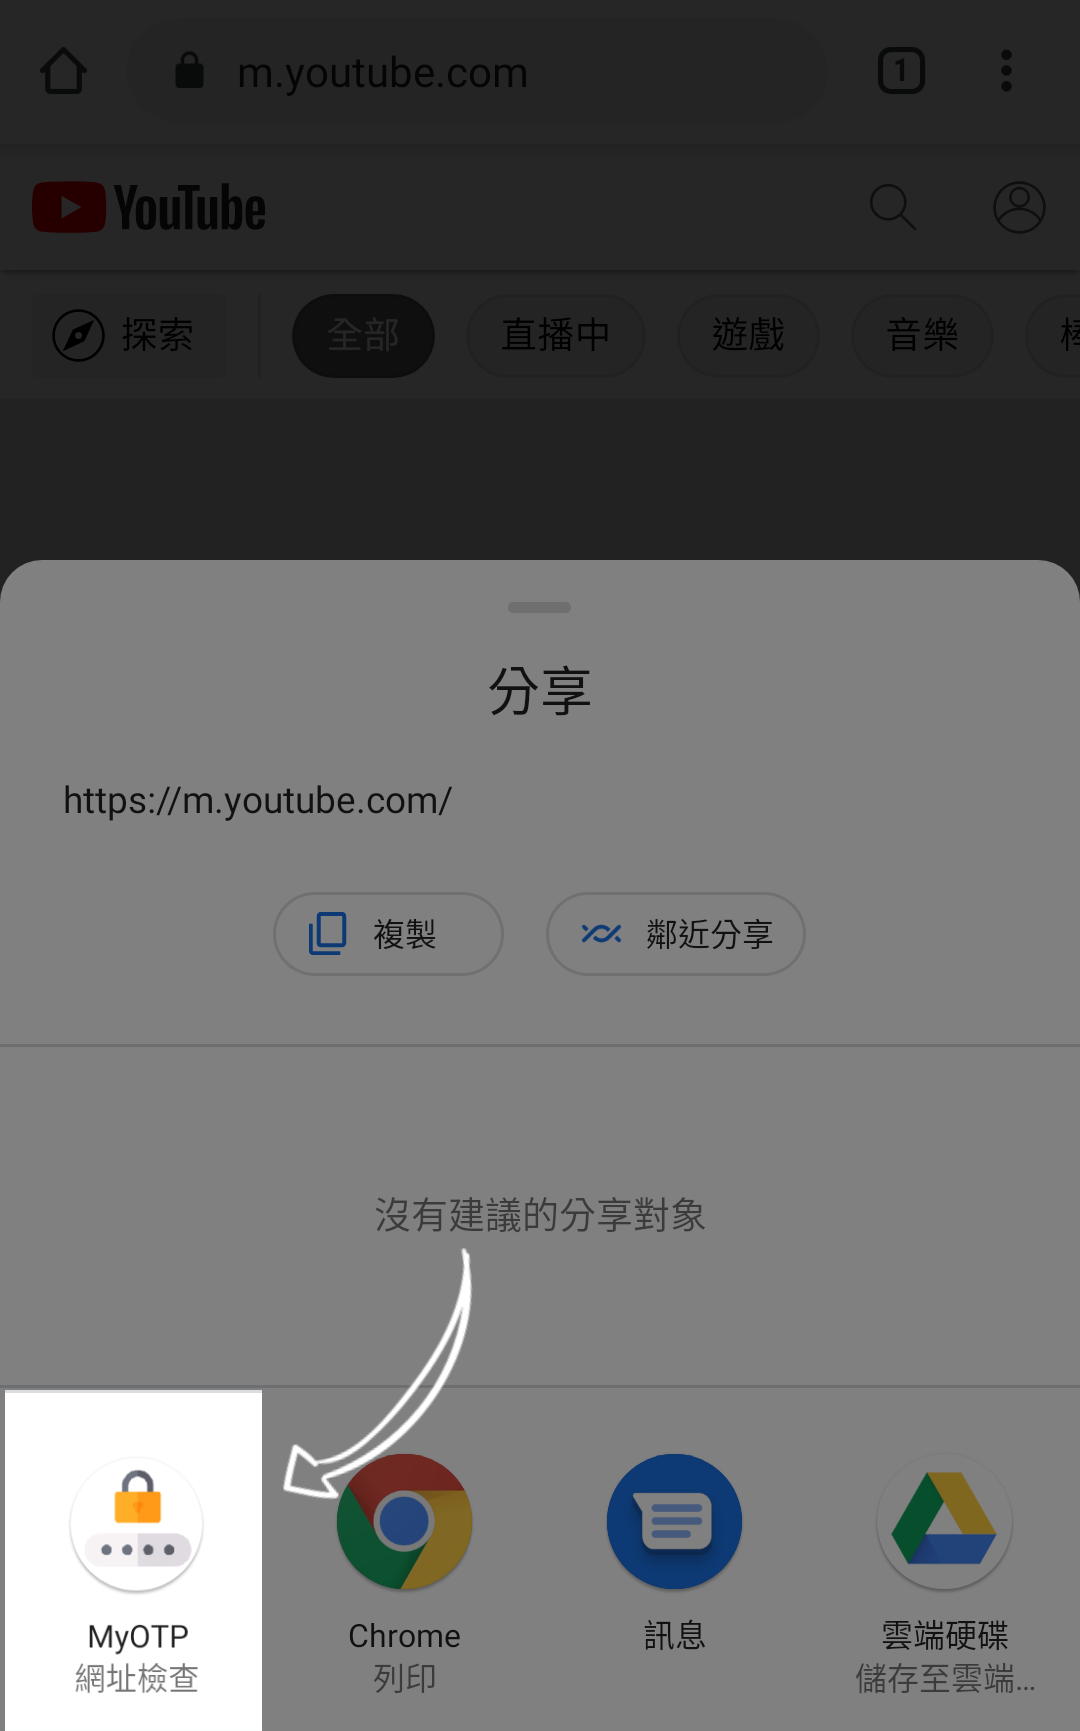 m.youtube.com
1
YouTube
探索
全部
直播中
遊戲
音樂
分享
https://m.youtube.com/
複製
鄰近分享
沒有建議的分享對象
MyOTP
網址檢查
Chrome
列印
訊息
雲端硬碟
儲存至雲端...